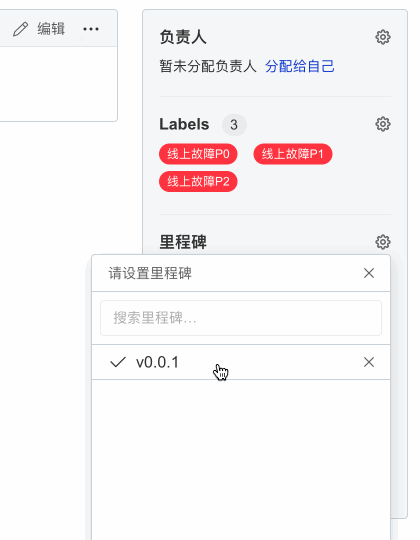 编辑
负责人
暂未分配负责人 分配给自己
Labels 3
线上故障P0 线上故障P1
线上故障P2
里程碑
请设置里程碑
搜索里程碑...
v0.0.1